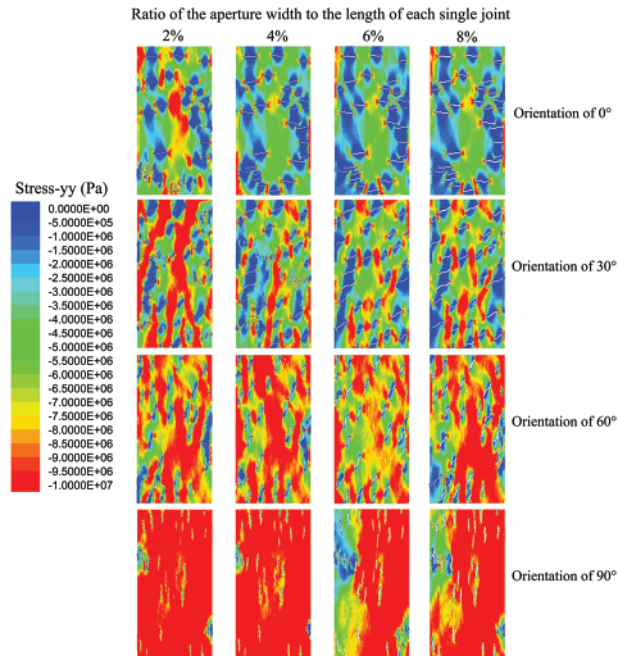 Ratio of the aperture width to the length of each single joint
2% 4% 6% 8%
Orientation of 0°
Stress-yy (Pa)
0.0000E+00
-5.0000E+05
-1.0000E+06
-1.5000E+06
-2.0000E+06
-2.5000E+06
-3.0000E+06
-3.5000E+06
-4.0000E+06
-4.5000E+06
-5.0000E+06
-5.5000E+06
-6.0000E+06
-6.5000E+06
-7.0000E+06
-7.5000E+06
-8.0000E+06
-8.5000E+06
-9.0000E+06
-9.5000E+06
-1.0000E+07
Orientation of 30°
Orientation of 60°
Orientation of 90°